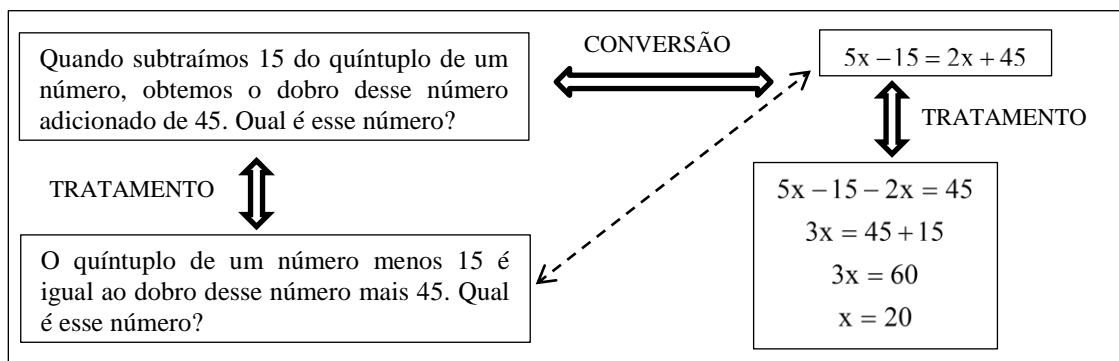 Quando subtraímos 15 do quíntuplo de um
número, obtemos o dobro desse número
adicionado de 45. Qual é esse número?
CONVERSÃO
5x − 15 = 2x + 45
TRATAMENTO
TRATAMENTO
O quíntuplo de um número menos 15 é
igual ao dobro desse número mais 45. Qual
é esse número?
5x − 15 − 2x = 45
3x = 45 + 15
3x = 60
x = 20